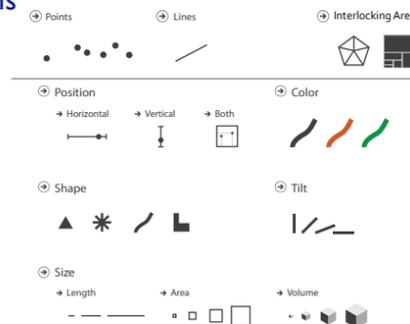 Points
Lines
Interlocking Are
Position
Color
Horizontal
Vertical
Both
Shape
Tilt
Size
Length
Area
Volume